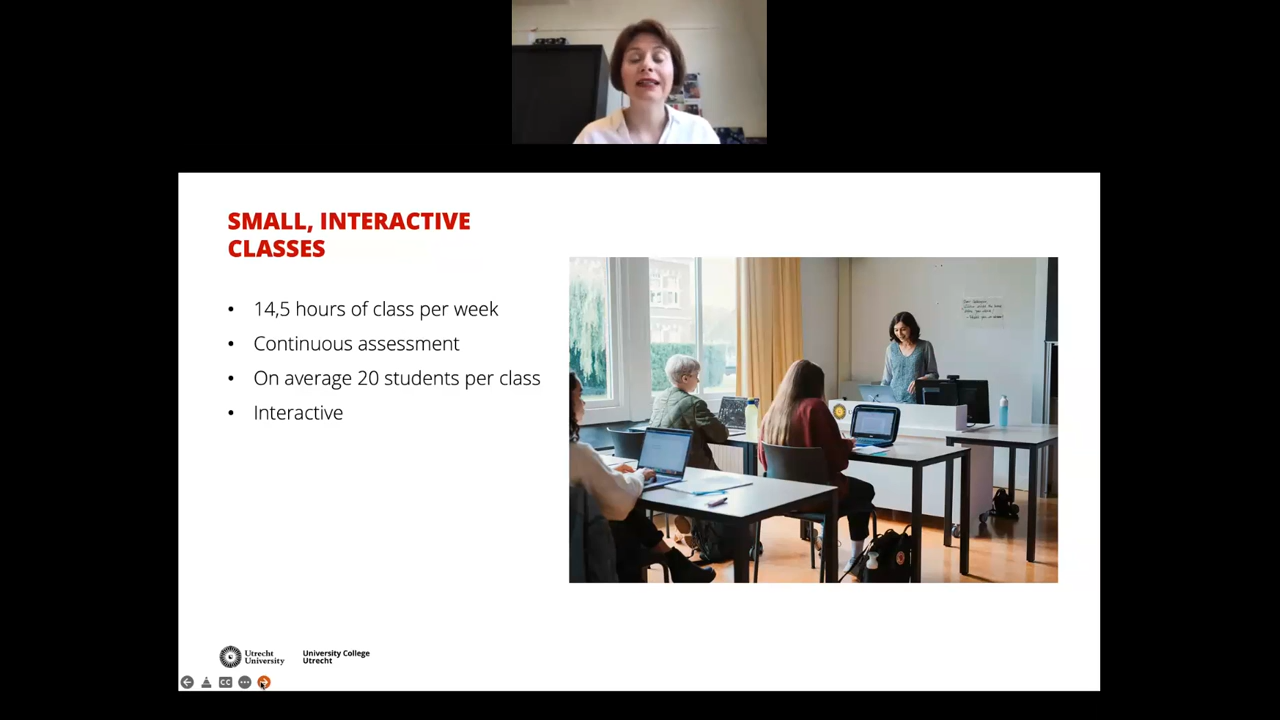 SMALL, INTERACTIVE
CLASSES
• 14,5 hours of class per week
• Continuous assessment
• On average 20 students per class
• Interactive
Utrecht
University
University College
Utrecht
CC